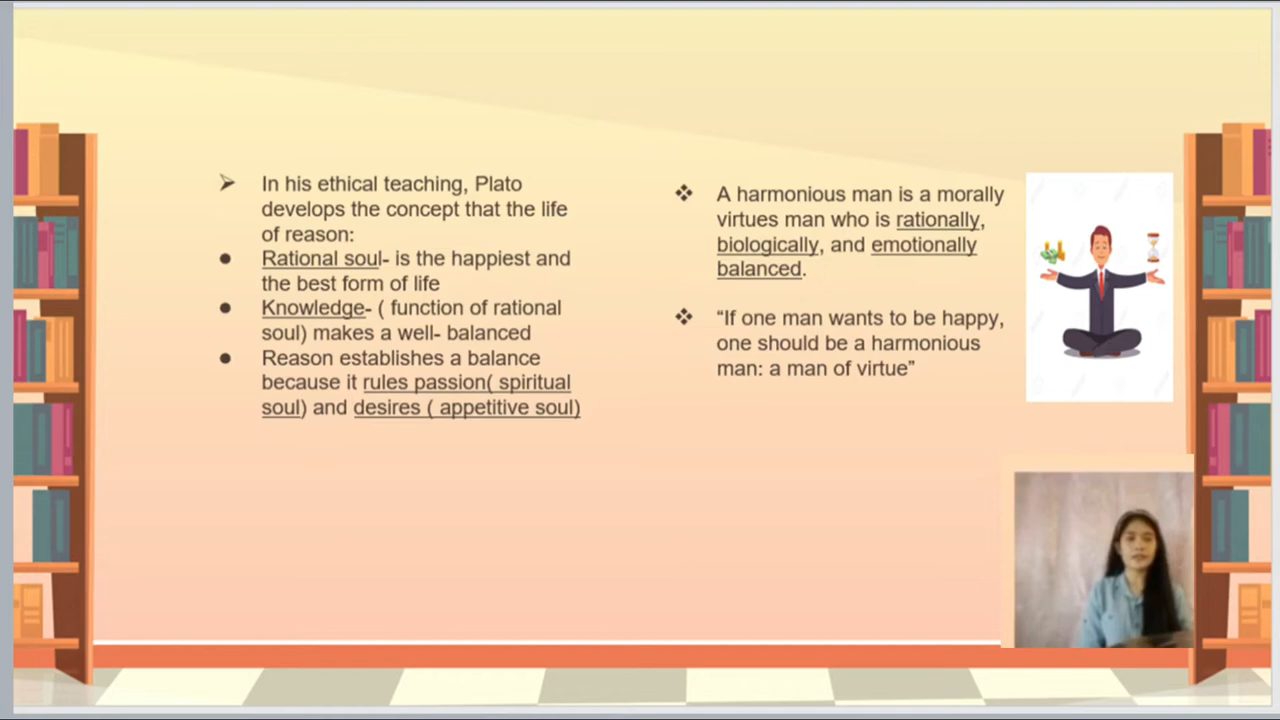 In his ethical teaching, Plato
develops the concept that the life
of reason:
Rational soul- is the happiest and
the best form of life
Knowledge- ( function of rational
soul) makes a well- balanced
Reason establishes a balance
because it rules passion( spiritual
soul) and desires ( appetitive soul)
A harmonious man is a morally
virtues man who is rationally,
biologically, and emotionally
balanced.
“If one man wants to be happy,
one should be a harmonious
man: a man of virtue”